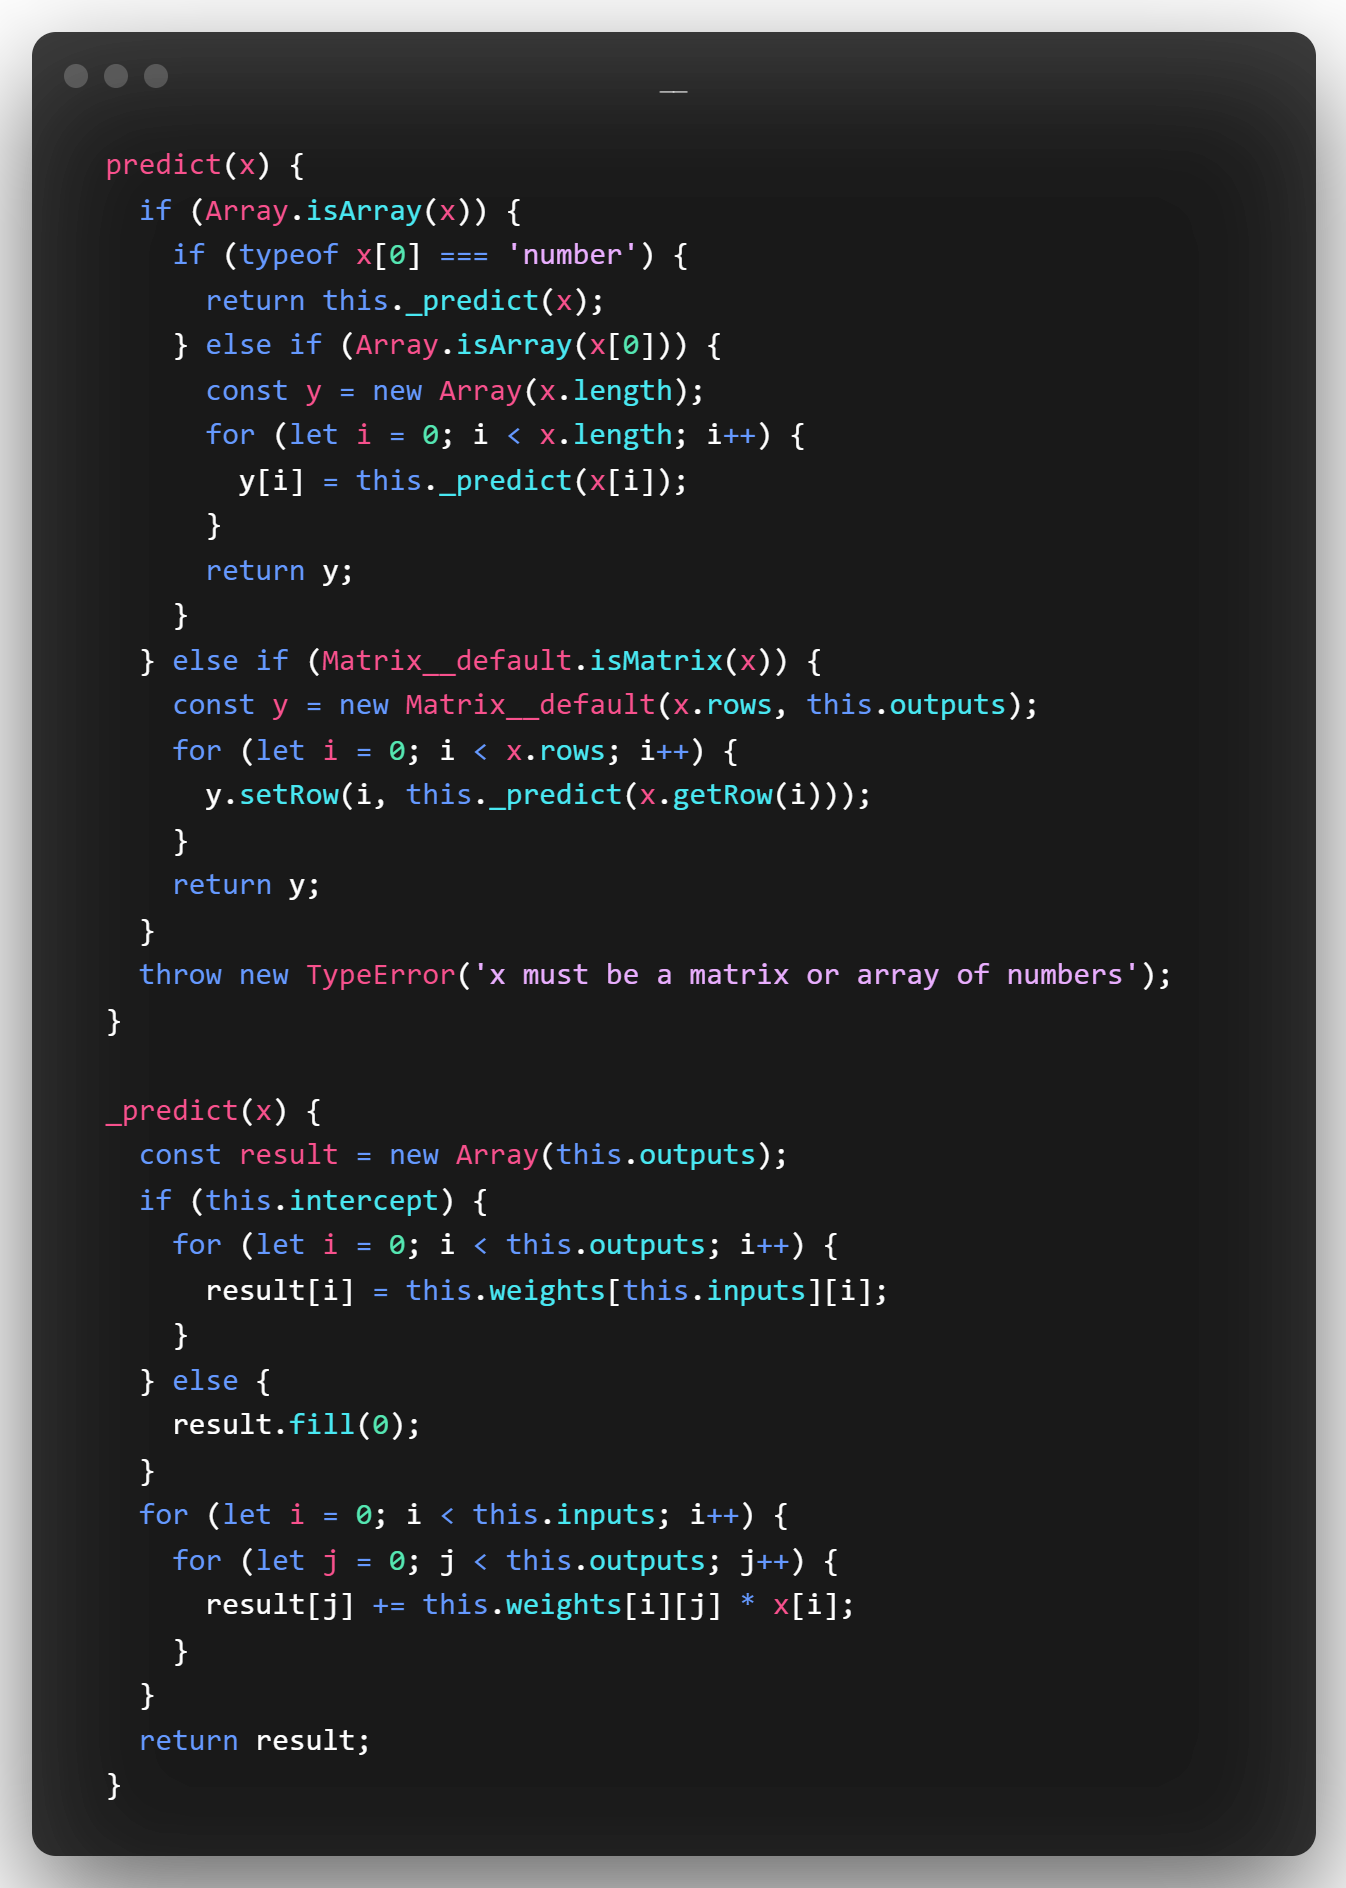 __
predict(x) {
  if (Array.isArray(x)) {
    if (typeof x[0] === 'number') {
      return this._predict(x);
    } else if (Array.isArray(x[0])) {
      const y = new Array(x.length);
      for (let i = 0; i < x.length; i++) {
        y[i] = this._predict(x[i]);
      }
      return y;
    }
  } else if (Matrix__default.isMatrix(x)) {
    const y = new Matrix__default(x.rows, this.outputs);
    for (let i = 0; i < x.rows; i++) {
      y.setRow(i, this._predict(x.getRow(i)));
    }
    return y;
  }
  throw new TypeError('x must be a matrix or array of numbers');
}

_predict(x) {
  const result = new Array(this.outputs);
  if (this.intercept) {
    for (let i = 0; i < this.outputs; i++) {
      result[i] = this.weights[this.inputs][i];
    }
  } else {
    result.fill(0);
  }
  for (let i = 0; i < this.inputs; i++) {
    for (let j = 0; j < this.outputs; j++) {
      result[j] += this.weights[i][j] * x[i];
    }
  }
  return result;
}